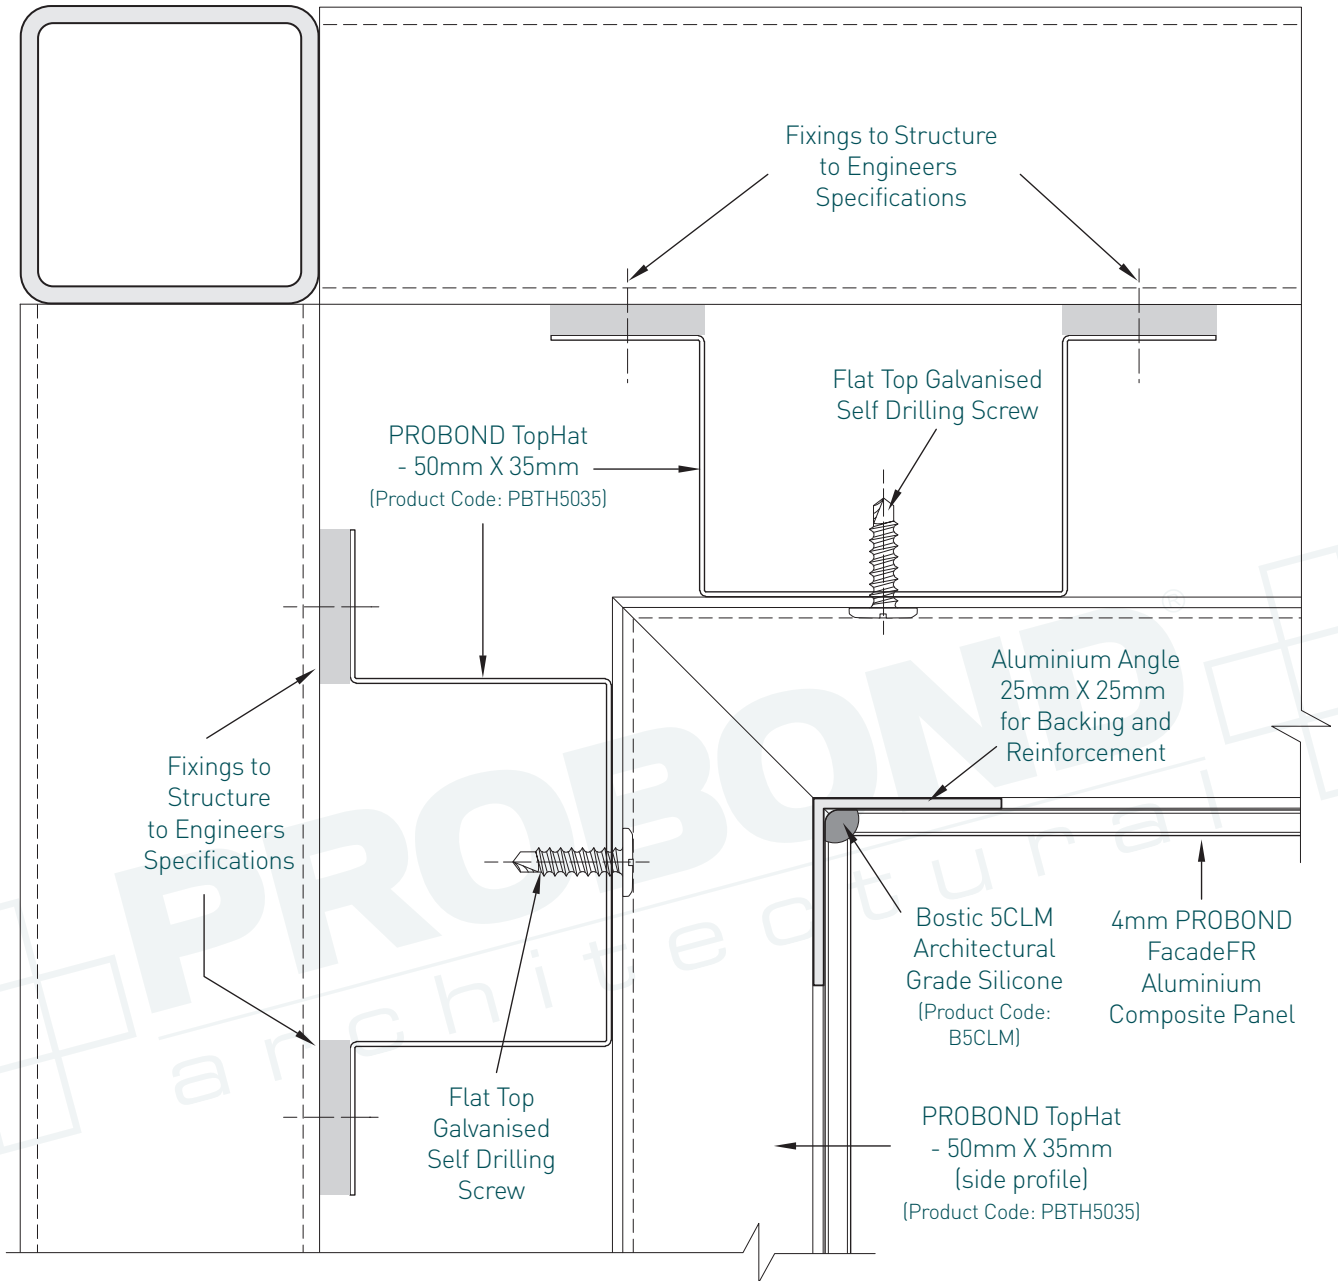 Fixings to Structure
to Engineers
Specifications
Flat Top Galvanised
Self Drilling Screw
PROBOND TopHat
- 50mm X 35mm
(Product Code: PBTH5035)
Aluminium Angle
25mm X 25mm
for Backing and
Reinforcement
Fixings to
Structure
to Engineers
Specifications
Bostic 5CLM
Architectural
Grade Silicone
(Product Code:
B5CLM)
4mm PROBOND
FacadeFR
Aluminium
Composite Panel
Flat Top
Galvanised
Self Drilling
Screw
PROBOND TopHat
- 50mm X 35mm
(side profile)
(Product Code: PBTH5035)
PROBOND®
architectural